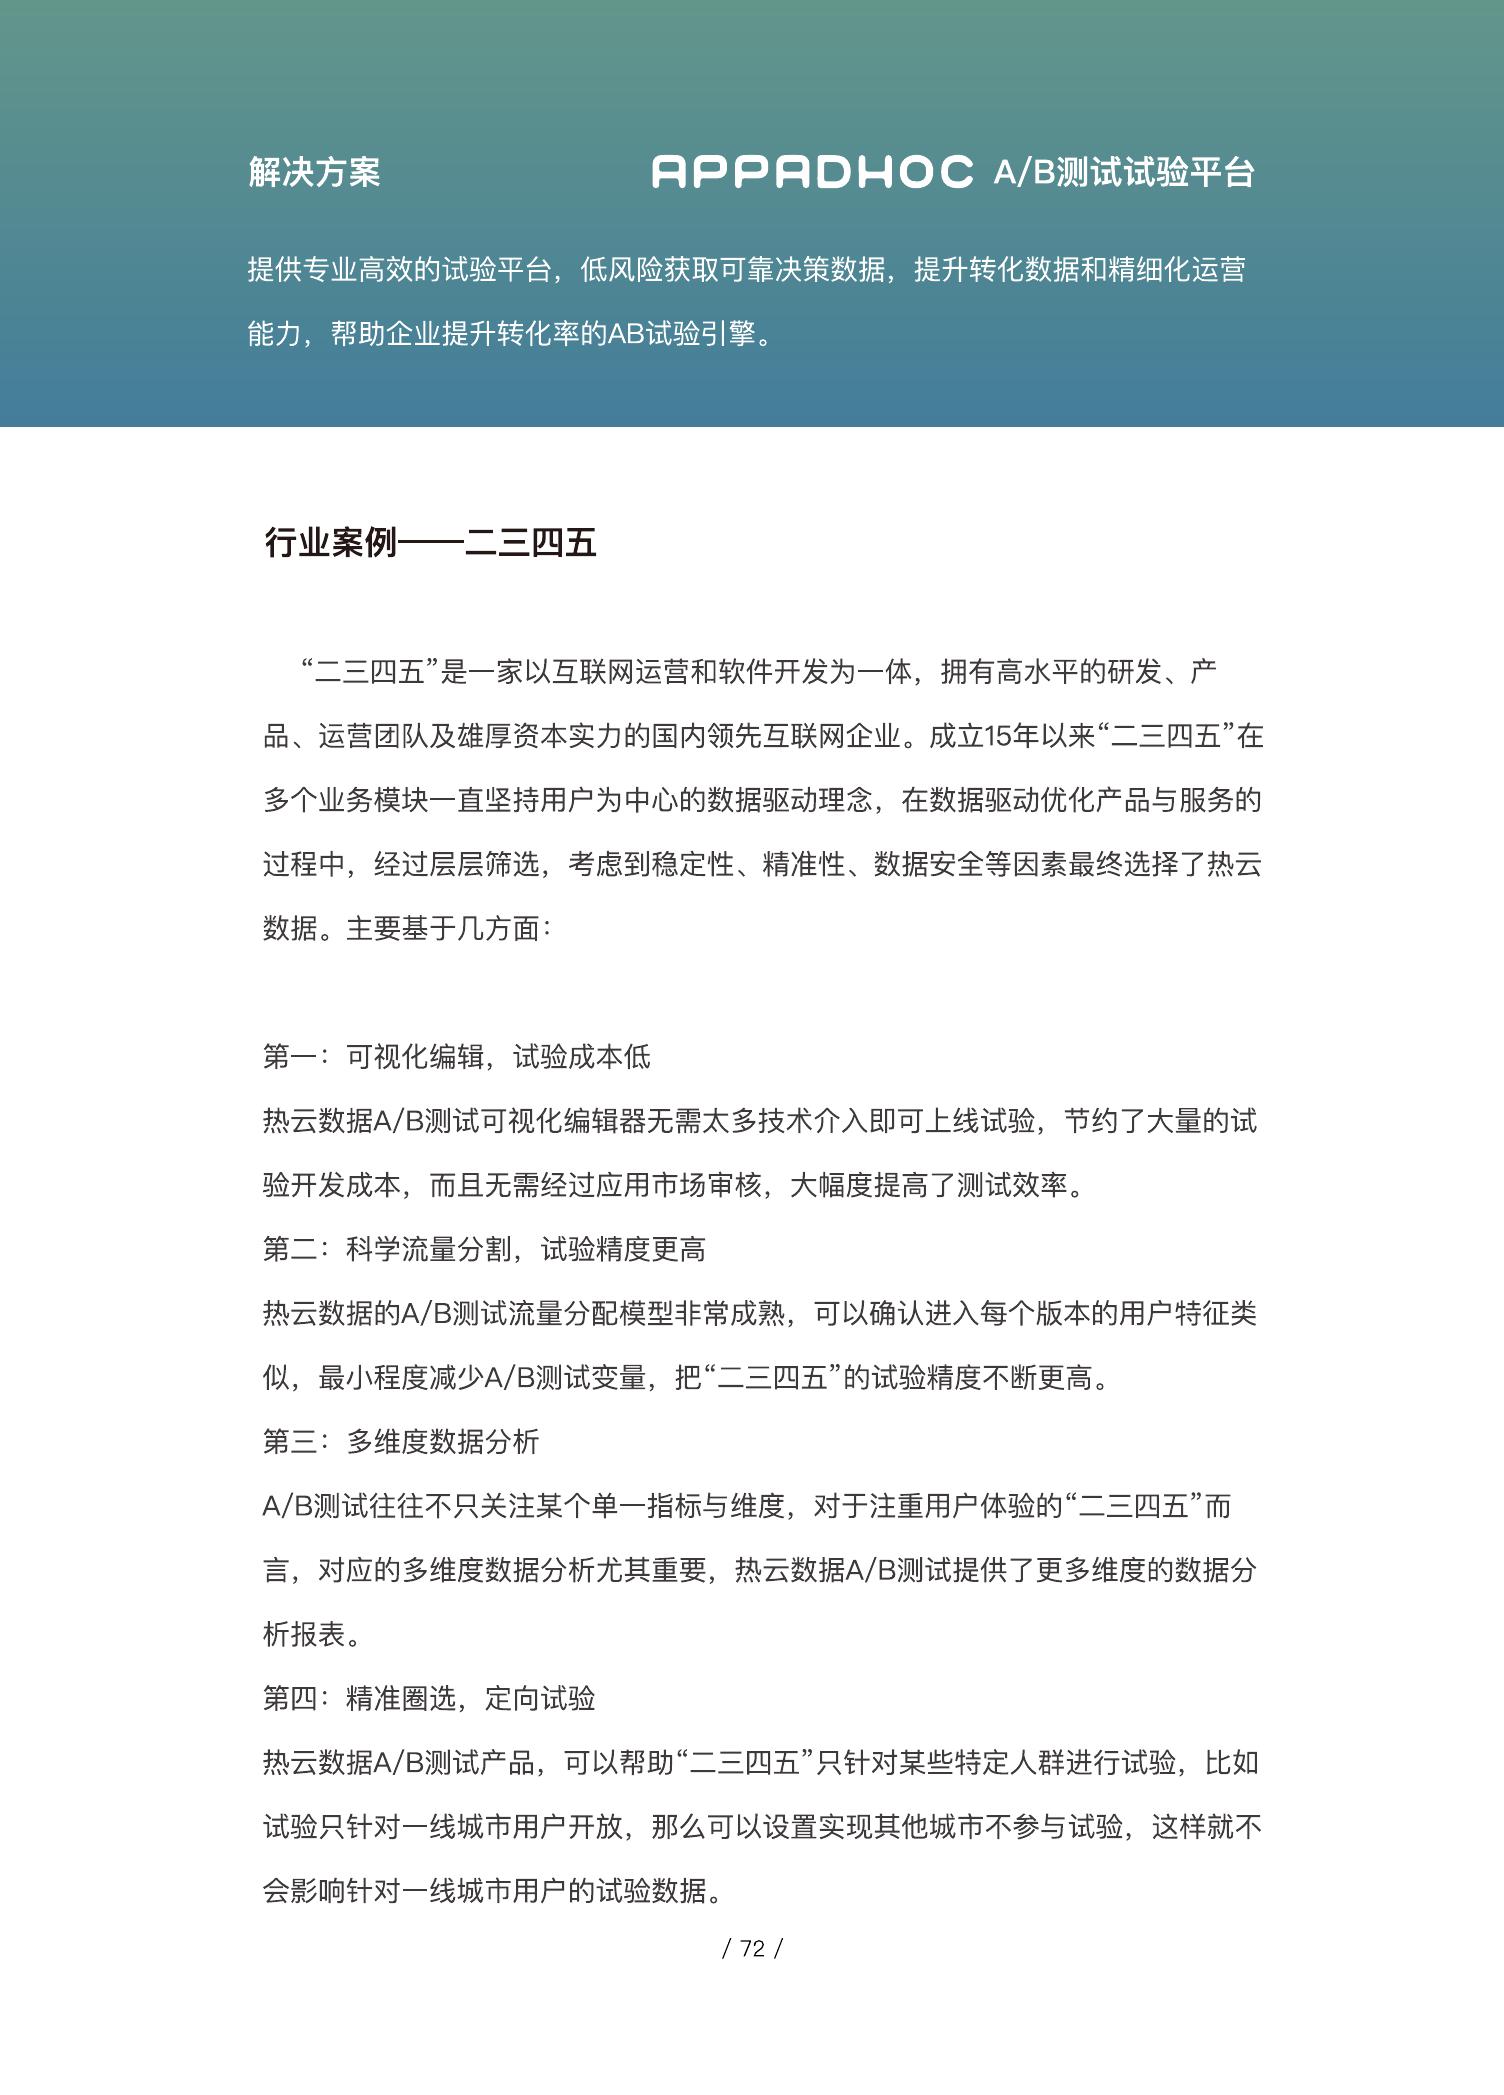 解决方案
APPADHOC A/B测试试验平台
提供专业高效的试验平台，低风险获取可靠决策数据，提升转化数据和精细化运营
能力，帮助企业提升转化率的AB试验引擎。
行业案例——二三四五
“二三四五”是一家以互联网运营和软件开发为一体，拥有高水平的研发、产
品、运营团队及雄厚资本实力的国内领先互联网企业。成立15年以来“二三四五”在
多个业务模块一直坚持用户为中心的数据驱动理念，在数据驱动优化产品与服务的
过程中，经过层层筛选，考虑到稳定性、精准性、数据安全等因素最终选择了热云
数据。主要基于几方面：
第一：可视化编辑，试验成本低
热云数据A/B测试可视化编辑器无需太多技术介入即可上线试验，节约了大量的试
验开发成本，而且无需经过应用市场审核，大幅度提高了测试效率。
第二：科学流量分割，试验精度更高
热云数据的A/B测试流量分配模型非常成熟，可以确认进入每个版本的用户特征类
似，最小程度减少A/B测试变量，把“二三四五”的试验精度不断更高。
第三：多维度数据分析
A/B测试往往不只关注某个单一指标与维度，对于注重用户体验的“二三四五”而
言，对应的多维度数据分析尤其重要，热云数据A/B测试提供了更多维度的数据分
析报表。
第四：精准圈选，定向试验
热云数据A/B测试产品，可以帮助“二三四五”只针对某些特定人群进行试验，比如
试验只针对一线城市用户开放，那么可以设置实现其他城市不参与试验，这样就不
会影响针对一线城市用户的试验数据。
/ 72 /